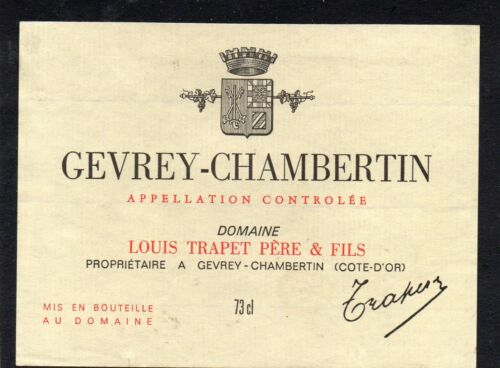 GEVREY-CHAMBERTIN
APPELLATION CONTROLÉE
DOMAINE
LOUIS TRAPET PÈRE & FILS
PROPRIÉTAIRE A GEVREY-CHAMBERTIN (COTE-D'OR)
MIS EN BOUTEILLE
AU DOMAINE
73 cl
Trapet